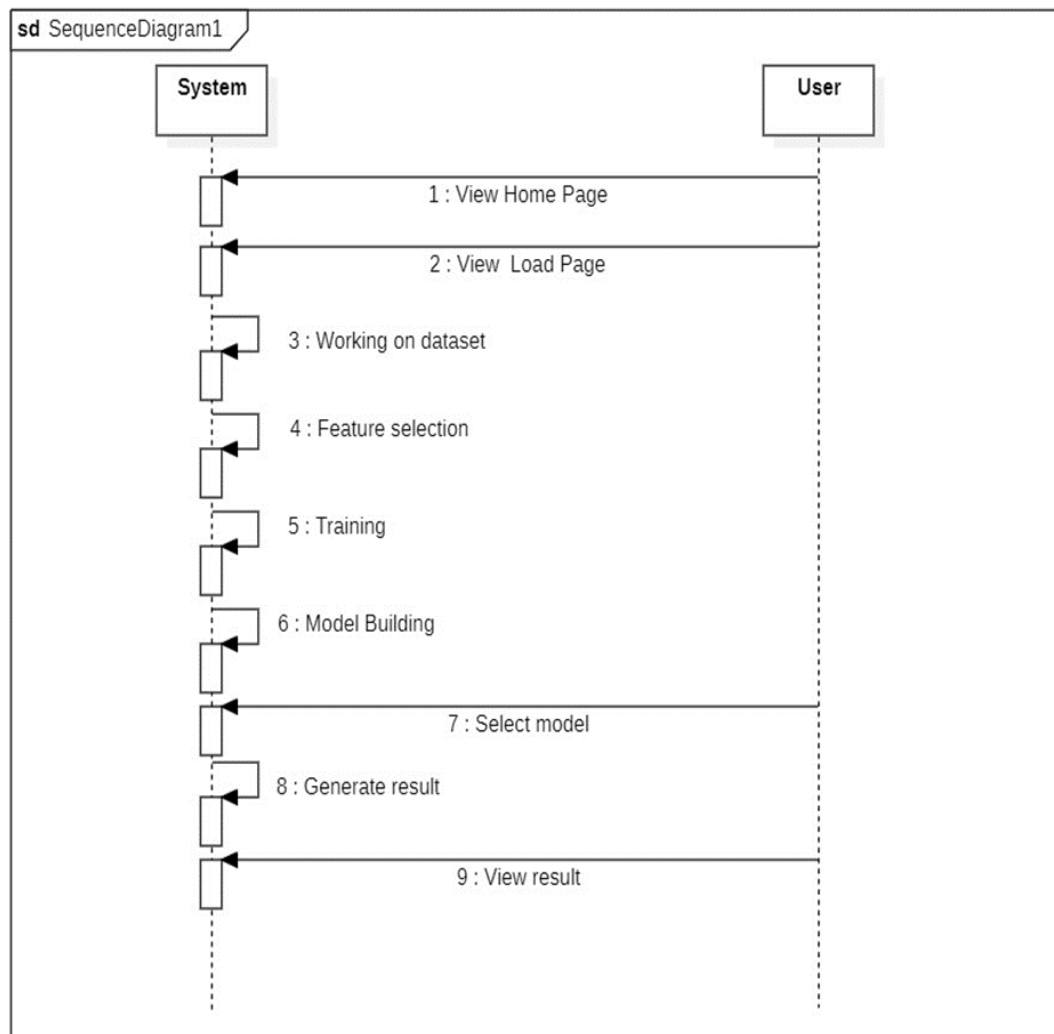 sd SequenceDiagram1
System
User
1 : View Home Page
2 : View  Load Page
3 : Working on dataset
4 : Feature selection
5 : Training
6 : Model Building
7 : Select model
8 : Generate result
9 : View result